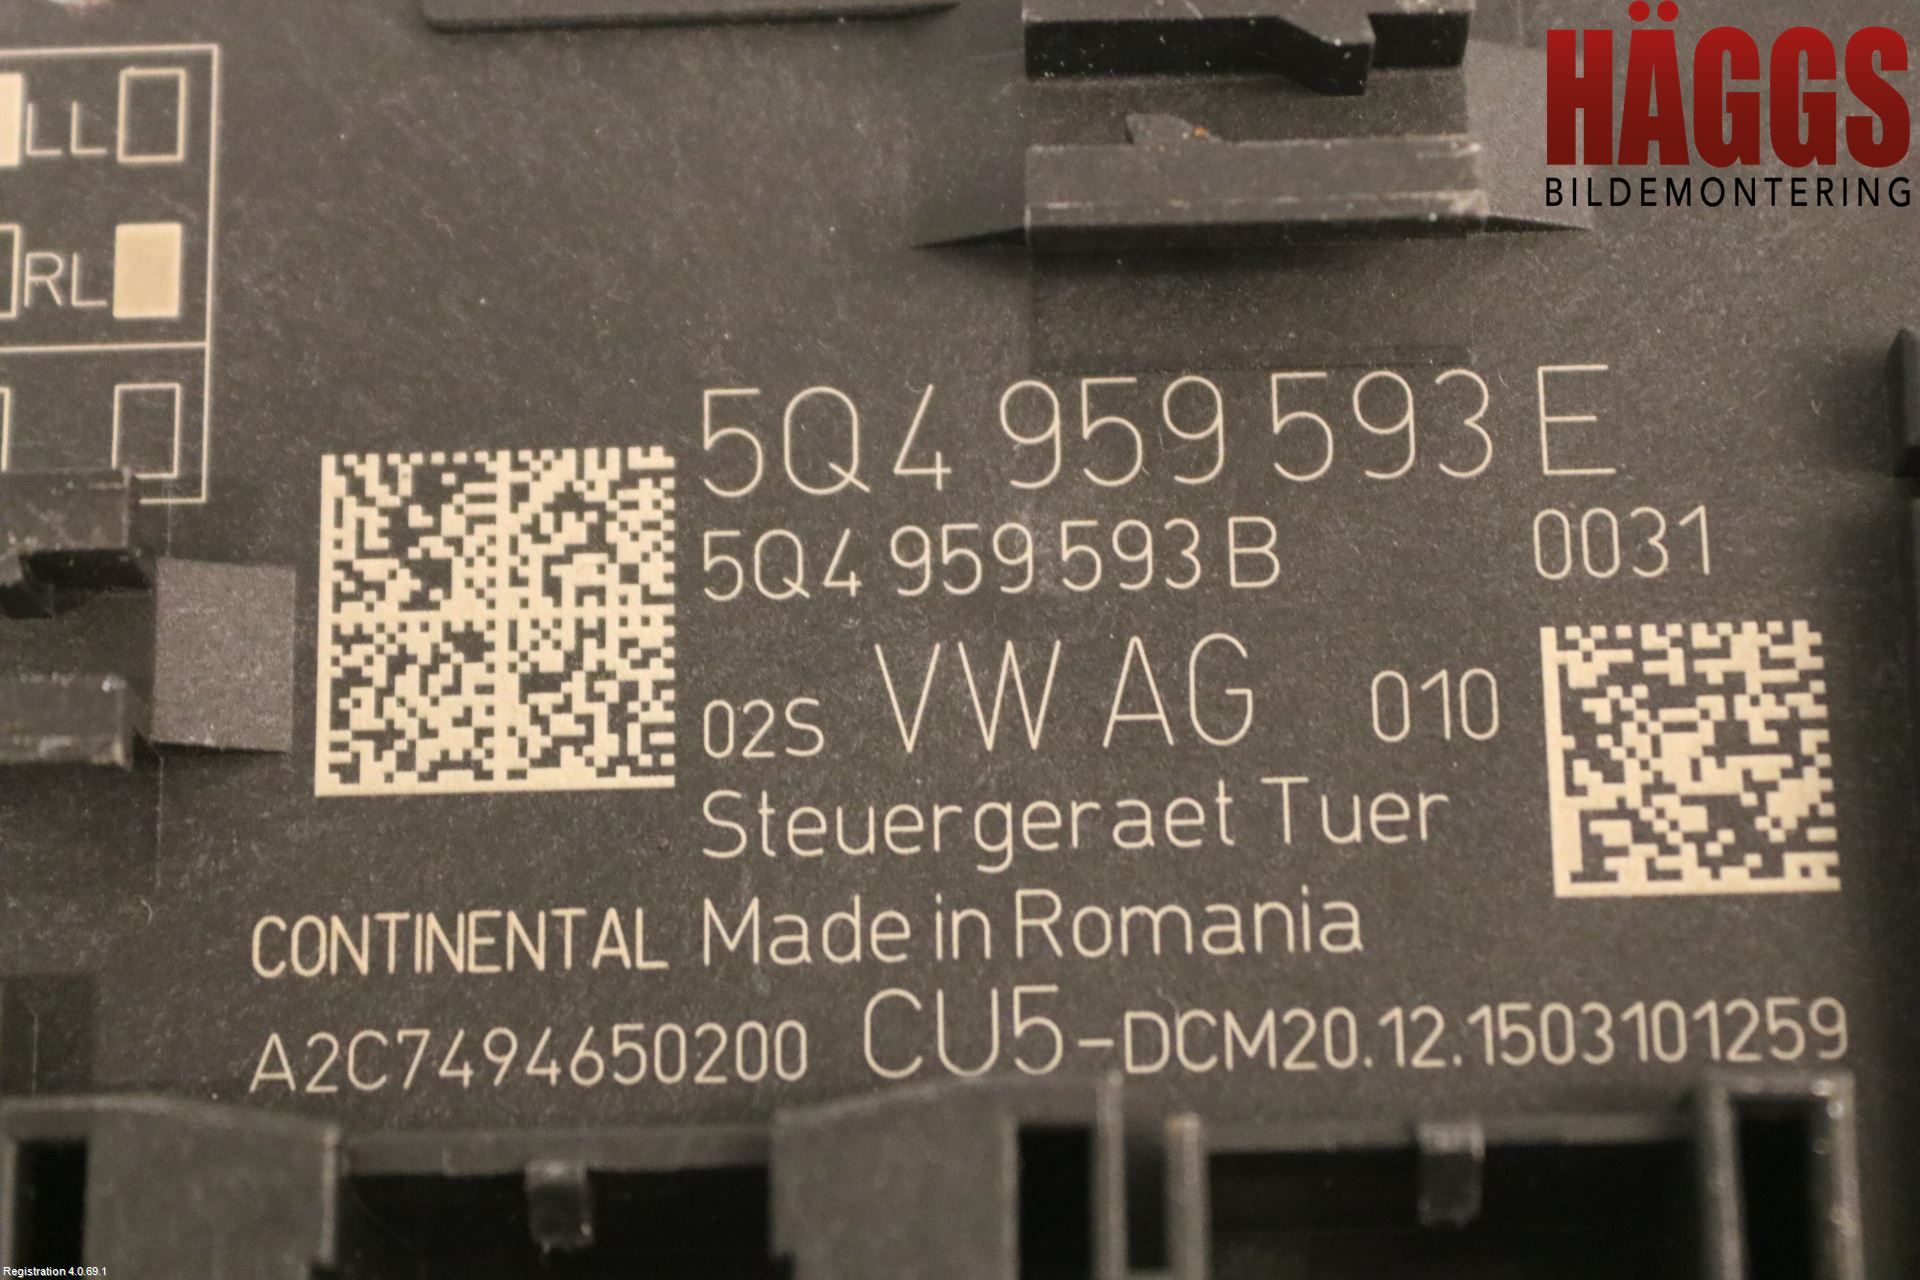 HÄGGS
BILDEMONTERING
LL
RL
5Q4 959 593 E
5Q4 959 593 B 0031
02S VW AG 010
Steuergeraet Tuer
CONTINENTAL Made in Romania
A2C7494650200 CU5-DCM20.12.1503101259
Registration 4.0.69.1